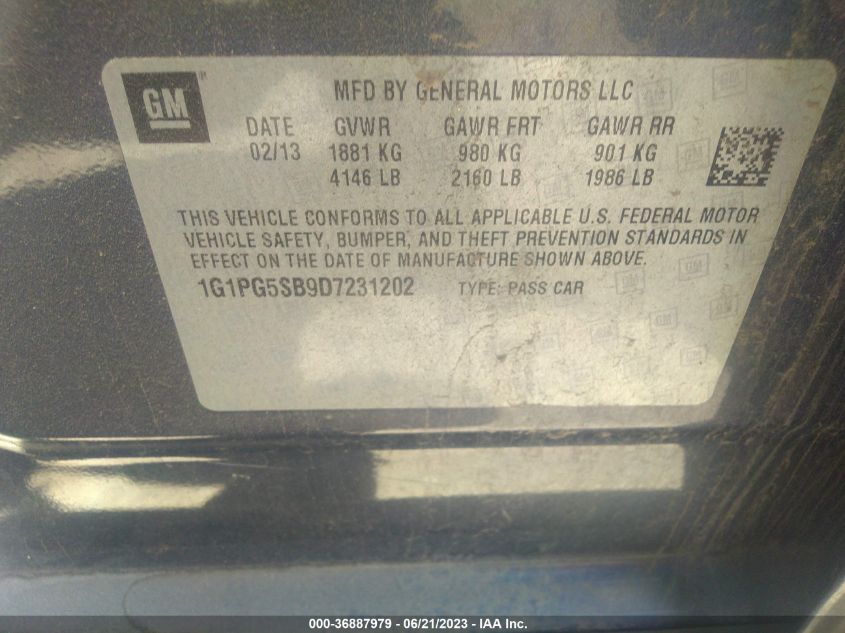 GM
MFD BY GENERAL MOTORS LLC
DATE GVWR GAWR FRT GAWR RR
02/13 1881 KG 980 KG 901 KG
4146 LB 2160 LB 1986 LB
THIS VEHICLE CONFORMS TO ALL APPLICABLE U.S. FEDERAL MOTOR
VEHICLE SAFETY, BUMPER, AND THEFT PREVENTION STANDARDS IN
EFFECT ON THE DATE OF MANUFACTURE SHOWN ABOVE.
1G1PG5SB9D7231202 TYPE: PASS CAR
000-36887979 - 06/21/2023 - IAA Inc.